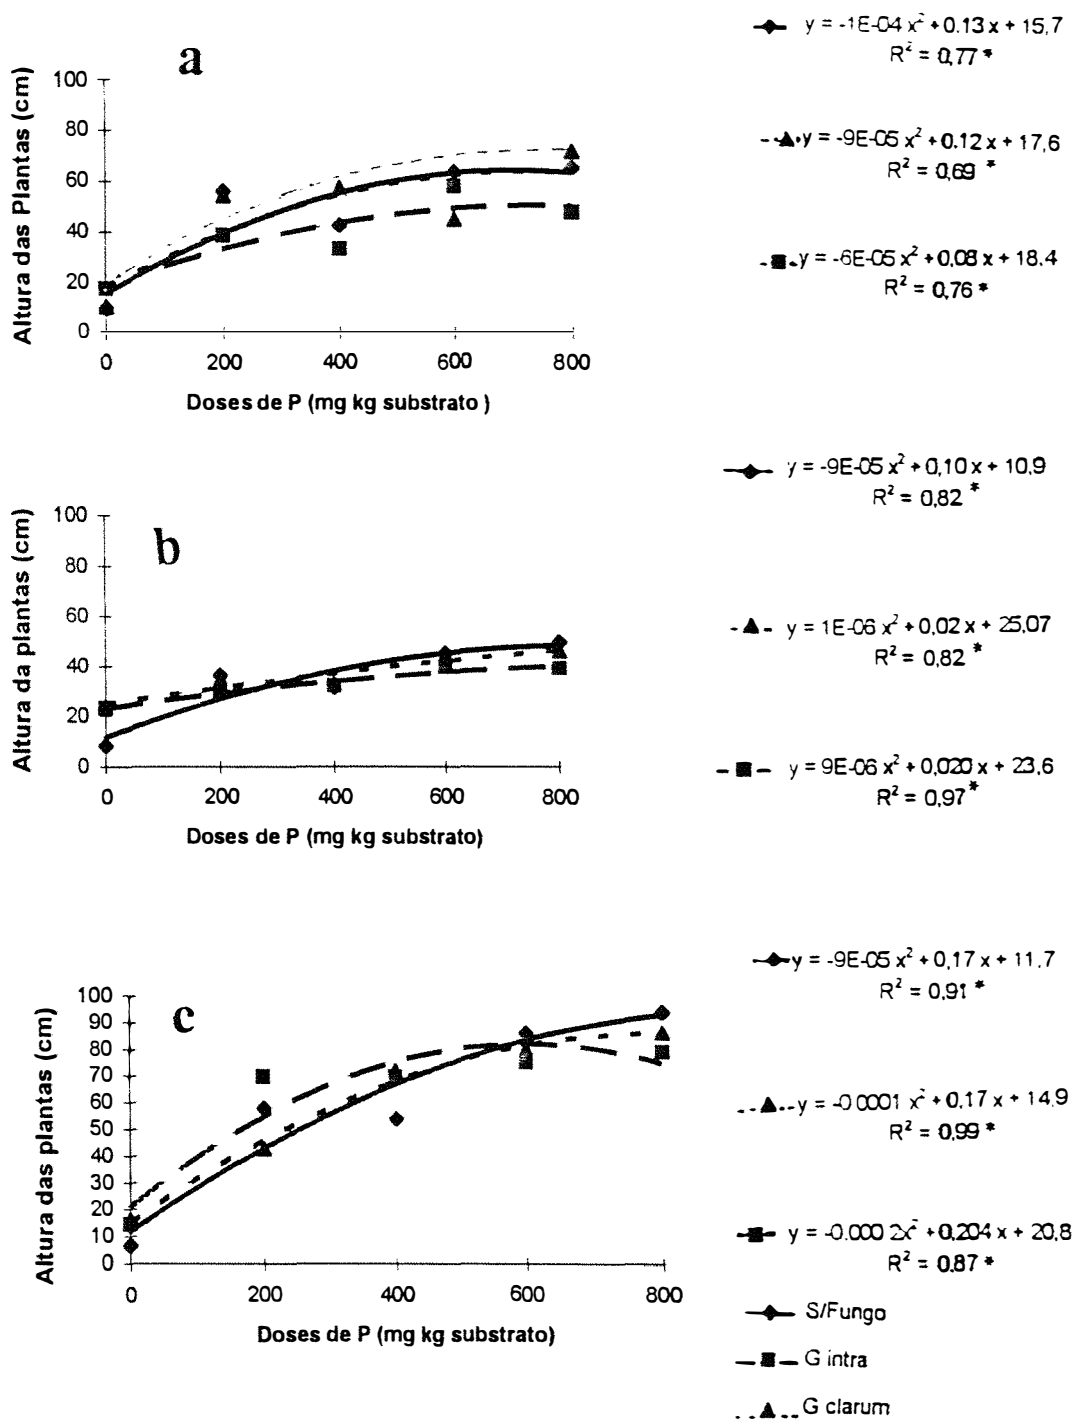 a
y = -1E-04 x² + 0.13 x + 15,7
R² = 0,77 *
y = -9E-05 x² + 0.12 x + 17,6
R² = 0,69 *
y = -6E-05 x² + 0,08 x + 18.4
R² = 0,76 *
Altura das Plantas (cm)
100
80
60
40
20
0
0 200 400 600 800
Doses de P (mg kg substrato )
b
y = -9E-05 x² + 0,10 x + 10,9
R² = 0,82 *
y = 1E-06 x² + 0,02 x + 25,07
R² = 0,82 *
y = 9E-06 x² + 0,020 x + 23,6
R² = 0,97 *
Altura da plantas (cm)
100
80
60
40
20
0
0 200 400 600 800
Doses de P (mg kg substrato)
c
y = -9E-05 x² + 0,17 x + 11,7
R² = 0,91 *
y = -0.0001 x² + 0,17 x + 14,9
R² = 0,99 *
y = -0.000 2x² + 0,204 x + 20,8
R² = 0,87 *
Altura das plantas (cm)
100
90
80
70
60
50
40
30
20
10
0
0 200 400 600 800
Doses de P (mg kg substrato)
S/Fungo
G intra
G clarum